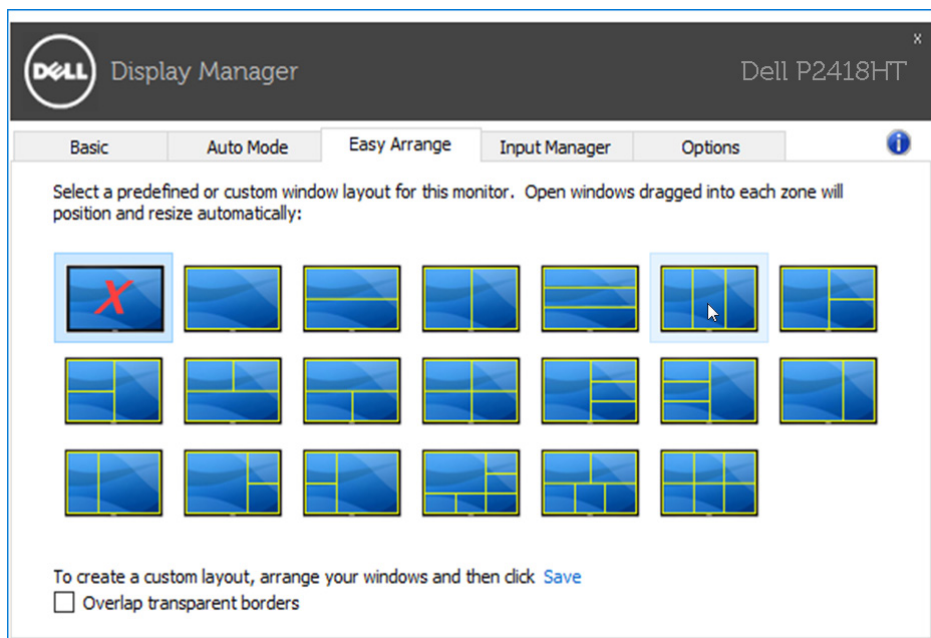 x
DELL Display Manager Dell P2418HT
Basic Auto Mode Easy Arrange Input Manager Options i
Select a predefined or custom window layout for this monitor. Open windows dragged into each zone will
position and resize automatically:
X
To create a custom layout, arrange your windows and then click Save
Overlap transparent borders